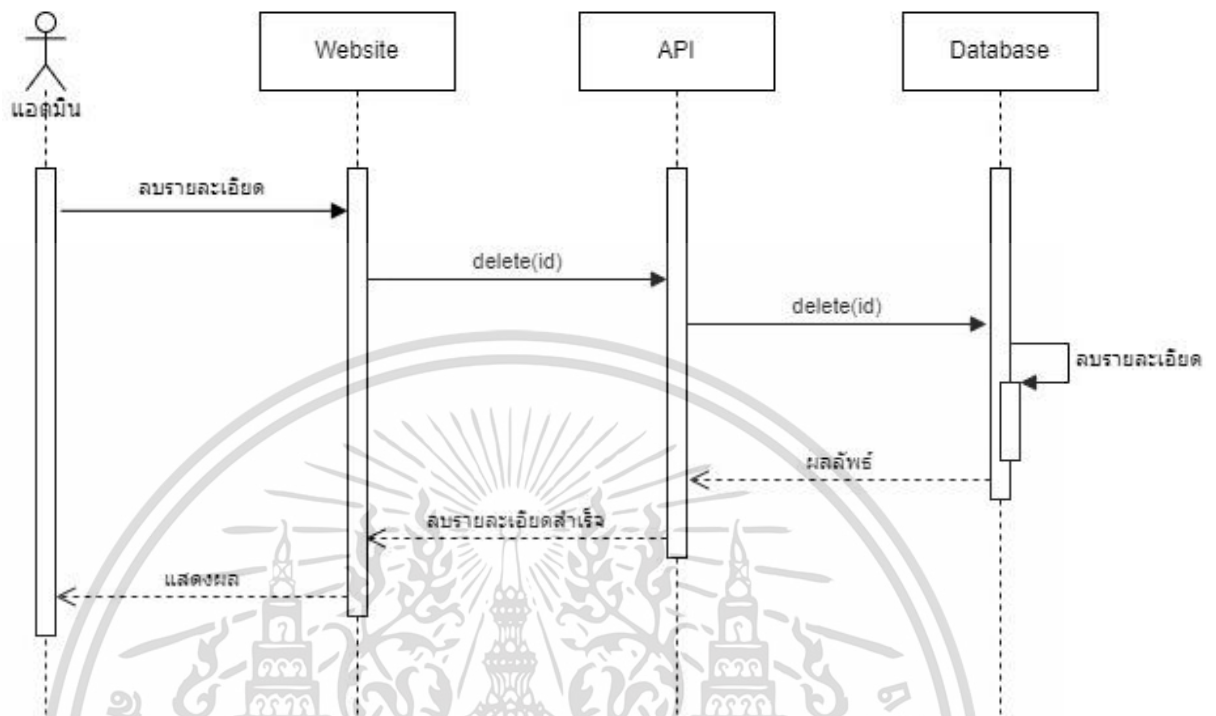 Website
API
Database
แอดมิน
ลบรายละเอียด
delete(id)
delete(id)
ลบรายละเอียด
ผลลัพธ์
ลบรายละเอียดสำเร็จ
แสดงผล